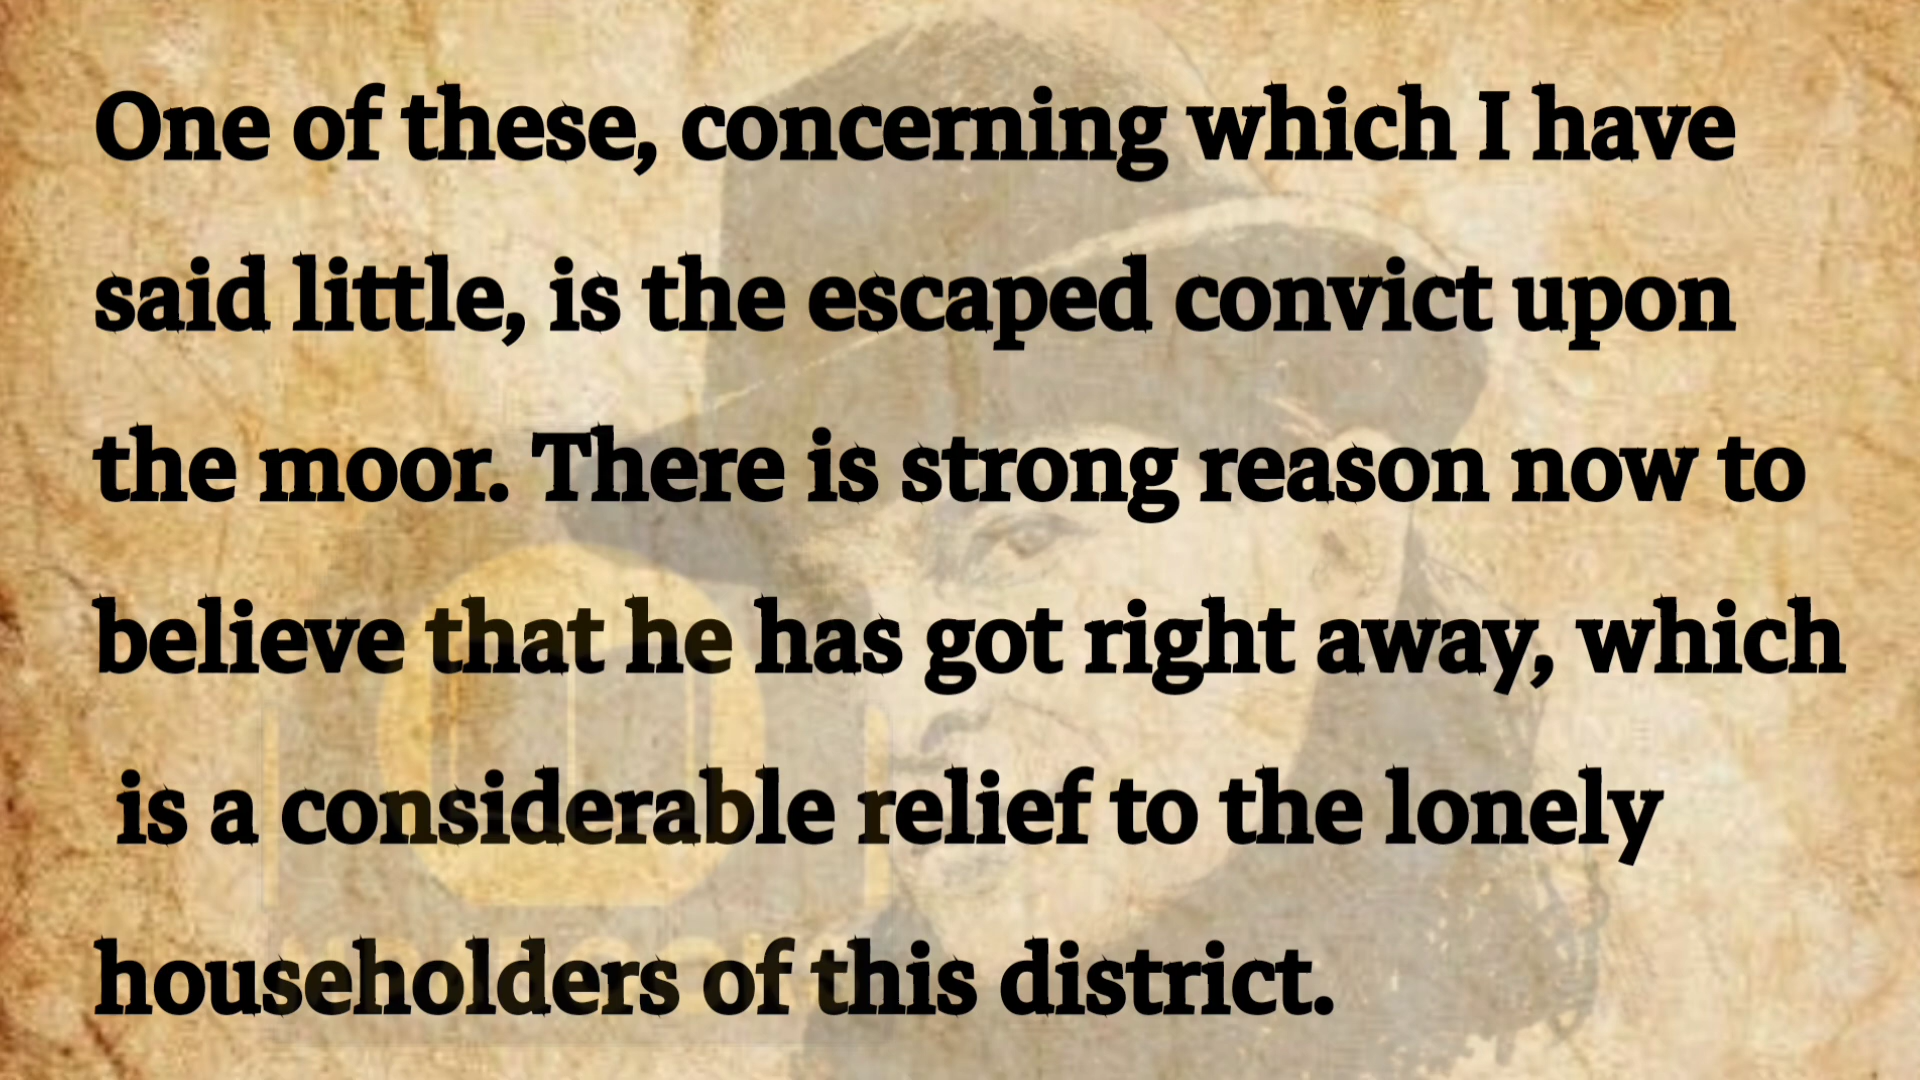 One of these, concerning which I have
said little, is the escaped convict upon
the moor. There is strong reason now to
believe that he has got right away, which
is a considerable relief to the lonely
householders of this district.